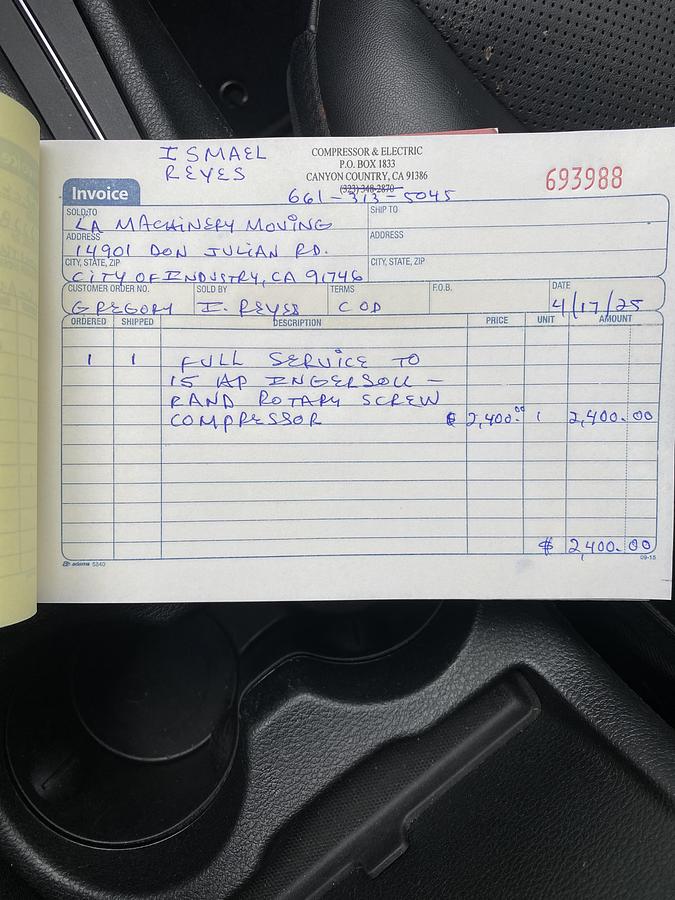 ISMAEL
REYES
COMPRESSOR & ELECTRIC
P.O. BOX 1833
CANYON COUNTRY, CA 91386
(323) 348-2870
661-313-5045
693988
Invoice
SOLD TO
LA MACHINERY MOVING
SHIP TO
ADDRESS
14901 DON JULIAN RD.
ADDRESS
CITY, STATE, ZIP
CITY OF INDUSTRY, CA 91746
CITY, STATE, ZIP
CUSTOMER ORDER NO. SOLD BY TERMS F.O.B. DATE
GREGORY I. REYES COD 4/17/25
ORDERED SHIPPED DESCRIPTION PRICE UNIT AMOUNT
1 1 FULL SERVICE TO
15 HP INGERSOLL -
RAND ROTARY SCREW
COMPRESSOR $ 2,400.00 1 2,400.00
$ 2,400.00
adams 5840 09-15